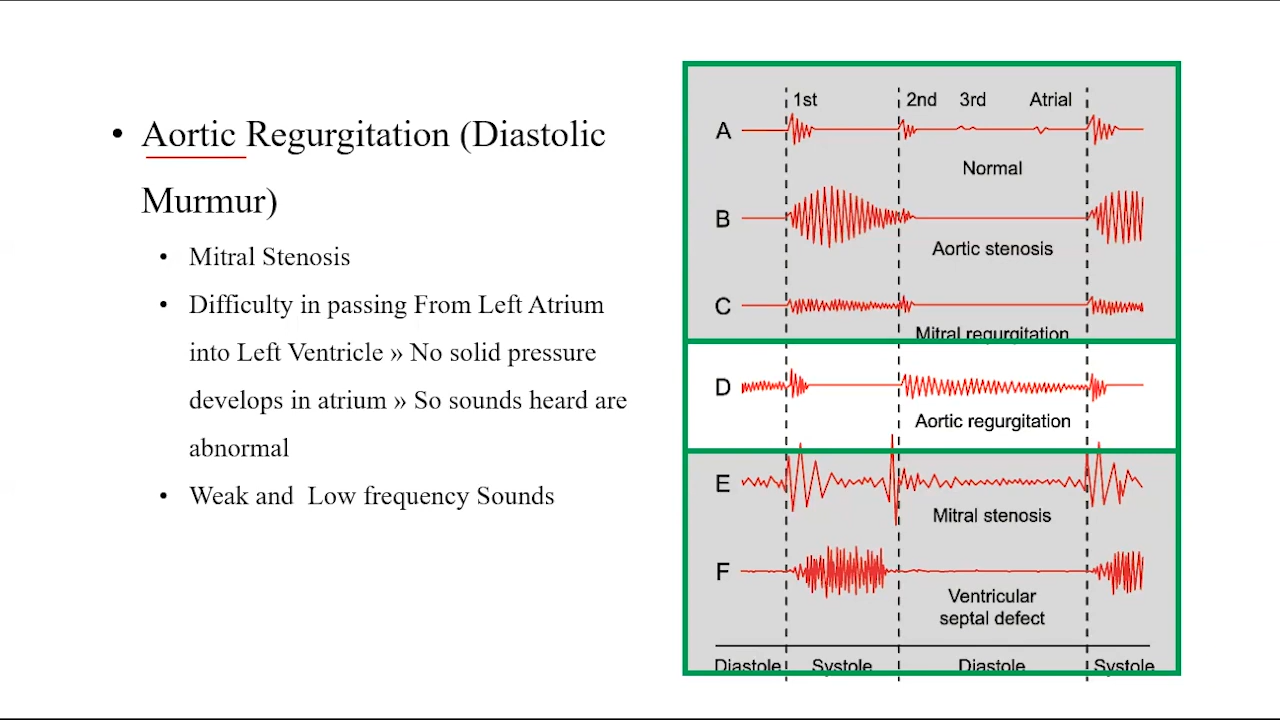 • Aortic Regurgitation (Diastolic
Murmur)
• Mitral Stenosis
• Difficulty in passing From Left Atrium
into Left Ventricle » No solid pressure
develops in atrium » So sounds heard are
abnormal
• Weak and Low frequency Sounds
1st 2nd 3rd Atrial
A
Normal
B
Aortic stenosis
C
Mitral regurgitation
D
Aortic regurgitation
E
Mitral stenosis
F
Ventricular
septal defect
Diastole Systole Diastole Systole